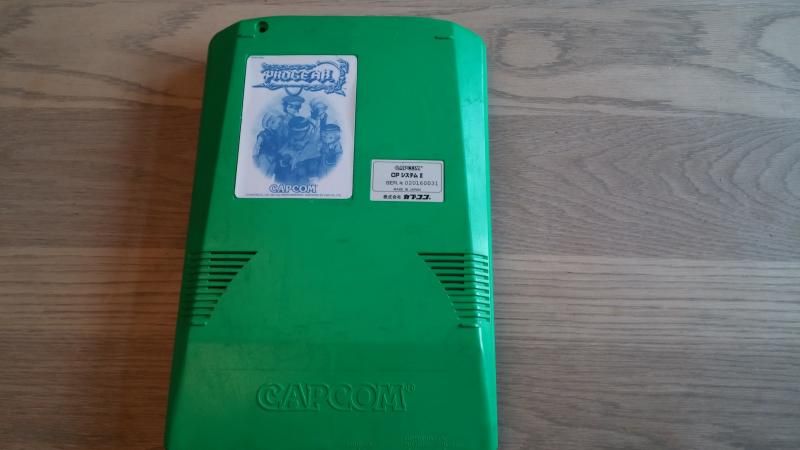 PROGEAR
CAPCOM
CAPCOM
CP システム II
SER. № 020160031
MADE IN JAPAN
株式会社 カプコン
CAPCOM®